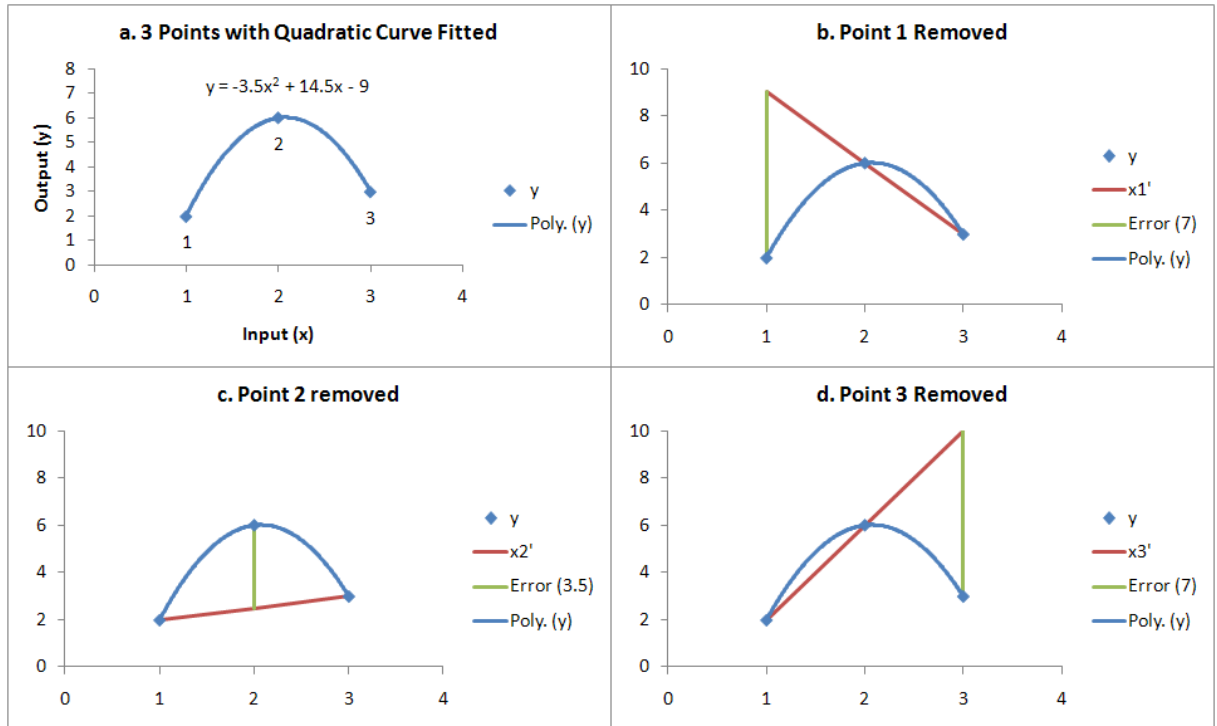 a. 3 Points with Quadratic Curve Fitted
8
7
6
5
4
3
2
1
0
Output (y)
y = -3.5x² + 14.5x - 9
1
2
3
0 1 2 3 4
Input (x)
y
Poly. (y)
b. Point 1 Removed
10
8
6
4
2
0
0 1 2 3 4
y
x1'
Error (7)
Poly. (y)
c. Point 2 removed
10
8
6
4
2
0
0 1 2 3 4
y
x2'
Error (3.5)
Poly. (y)
d. Point 3 Removed
10
8
6
4
2
0
0 1 2 3 4
y
x3'
Error (7)
Poly. (y)